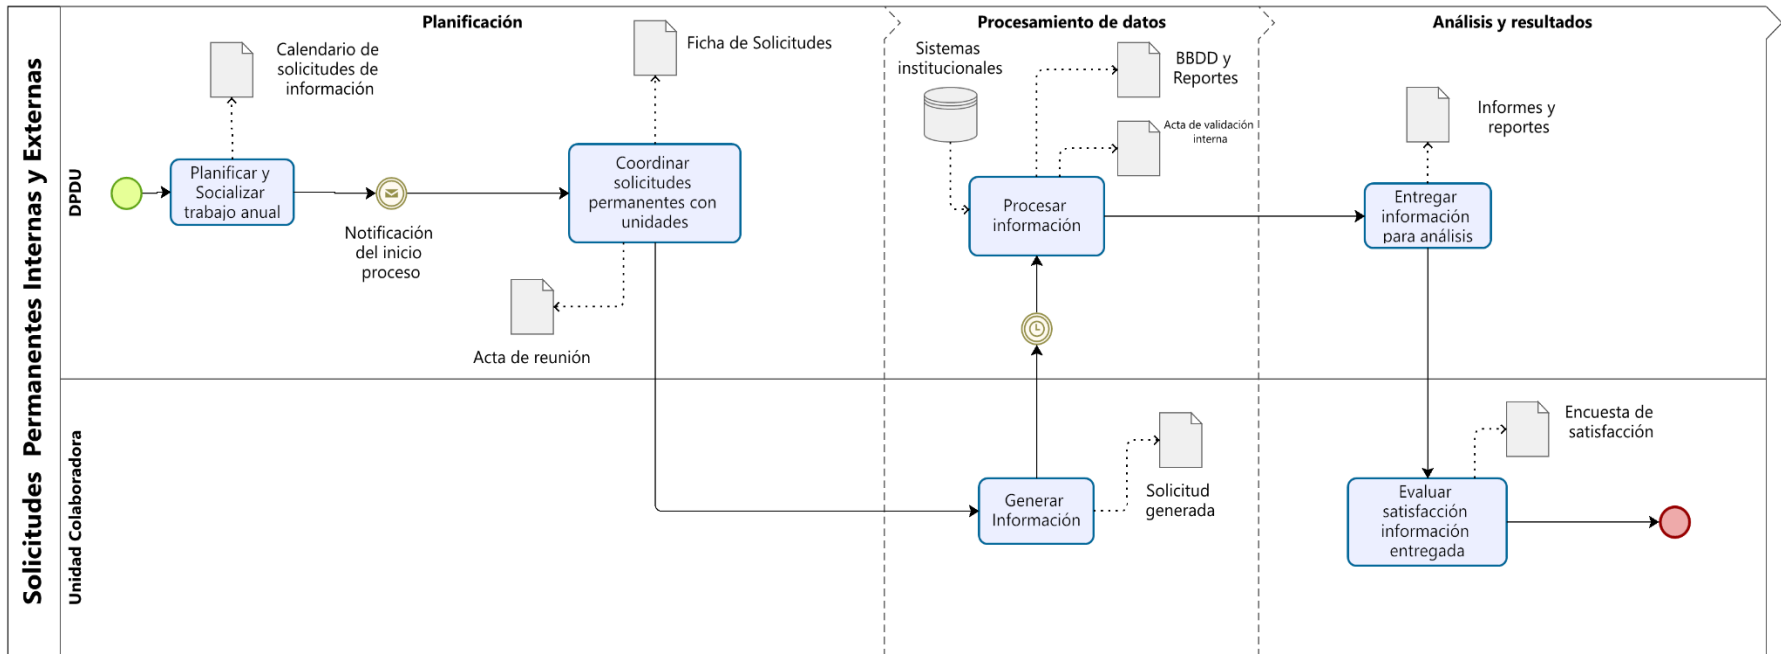 Solicitudes Permanentes Internas y Externas
Planificación
Procesamiento de datos
Análisis y resultados
DPDU
Calendario de
solicitudes de
información
Ficha de Solicitudes
Planificar y
Socializar
trabajo anual
Notificación
del inicio
proceso
Coordinar
solicitudes
permanentes con
unidades
Acta de reunión
Sistemas
institucionales
BBDD y
Reportes
Acta de validación
interna
Procesar
información
Informes y
reportes
Entregar
información
para análisis
Unidad Colaboradora
Generar
Información
Solicitud
generada
Encuesta de
satisfacción
Evaluar
satisfacción
información
entregada